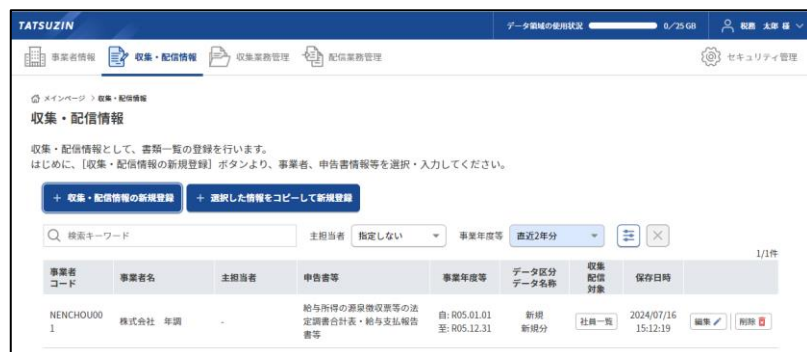 TATSUZIN
データ領域の使用状況 0/25 GB 税務 太郎 様
事業者情報 収集・配信情報 収集業務管理 配信業務管理 セキュリティ管理
メインページ > 収集・配信情報
収集・配信情報
収集・配信情報として、書類一覧の登録を行います。
はじめに、[収集・配信情報の新規登録] ボタンより、事業者、申告書情報等を選択・入力してください。
+ 収集・配信情報の新規登録 + 選択した情報をコピーして新規登録
検索キーワード 主担当者 指定しない 事業年度等 直近2年分
1/1件
事業者
コード 事業者名 主担当者 申告書等 事業年度等 データ区分
データ名称 収集
配信
対象 保存日時
NENCHOU00
1 株式会社 年調 - 給与所得の源泉徴収票等の法
定調書合計表・給与支払報告
書等 自: R05.01.01
至: R05.12.31 新規
新規分 社員一覧 2024/07/16
15:12:19 編集 削除